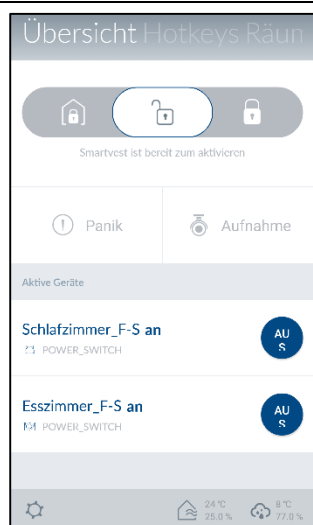 Übersicht Hotkeys Räun
Smartvest ist bereit zum aktivieren
Panik Aufnahme
Aktive Geräte
Schlafzimmer_F-S an
POWER_SWITCH
AU
S
Esszimmer_F-S an
POWER_SWITCH
AU
S
24 °C
25.0 %
8 °C
77.0 %